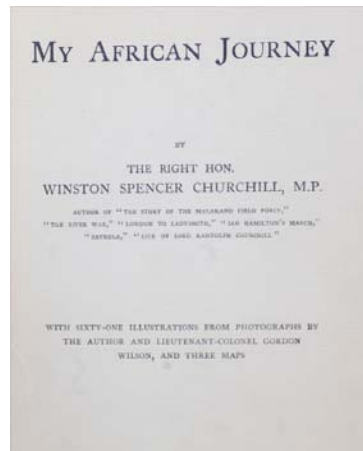 MY AFRICAN JOURNEY
BY
THE RIGHT HON.
WINSTON SPENCER CHURCHILL, M.P.
AUTHOR OF "THE STORY OF THE MALAKAND FIELD FORCE,"
"THE RIVER WAR," "LONDON TO LADYSMITH," "IAN HAMILTON'S MARCH,"
"SAVROLA," "LIFE OF LORD RANDOLPH CHURCHILL"
WITH SIXTY-ONE ILLUSTRATIONS FROM PHOTOGRAPHS BY
THE AUTHOR AND LIEUTENANT-COLONEL GORDON
WILSON, AND THREE MAPS